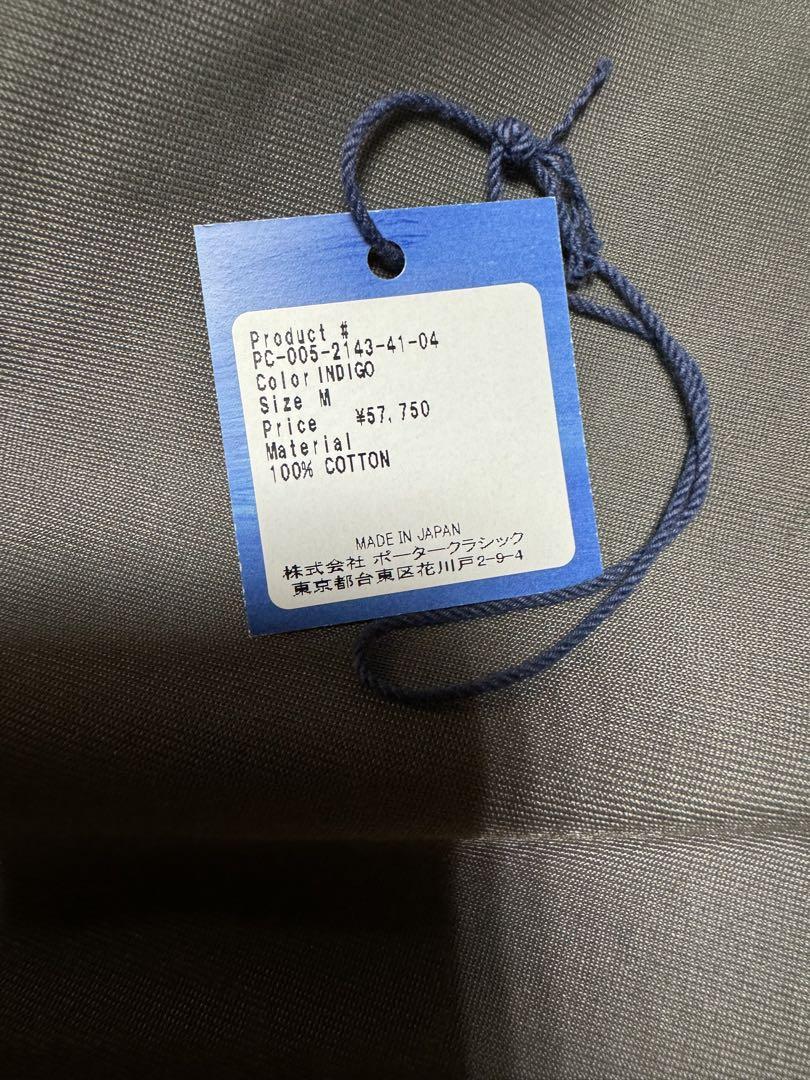 Product #
PC-005-2143-41-04
Color INDIGO
Size M
Price ¥57,750
Material
100% COTTON
MADE IN JAPAN
株式会社 ポータークラシック
東京都台東区花川戸2-9-4